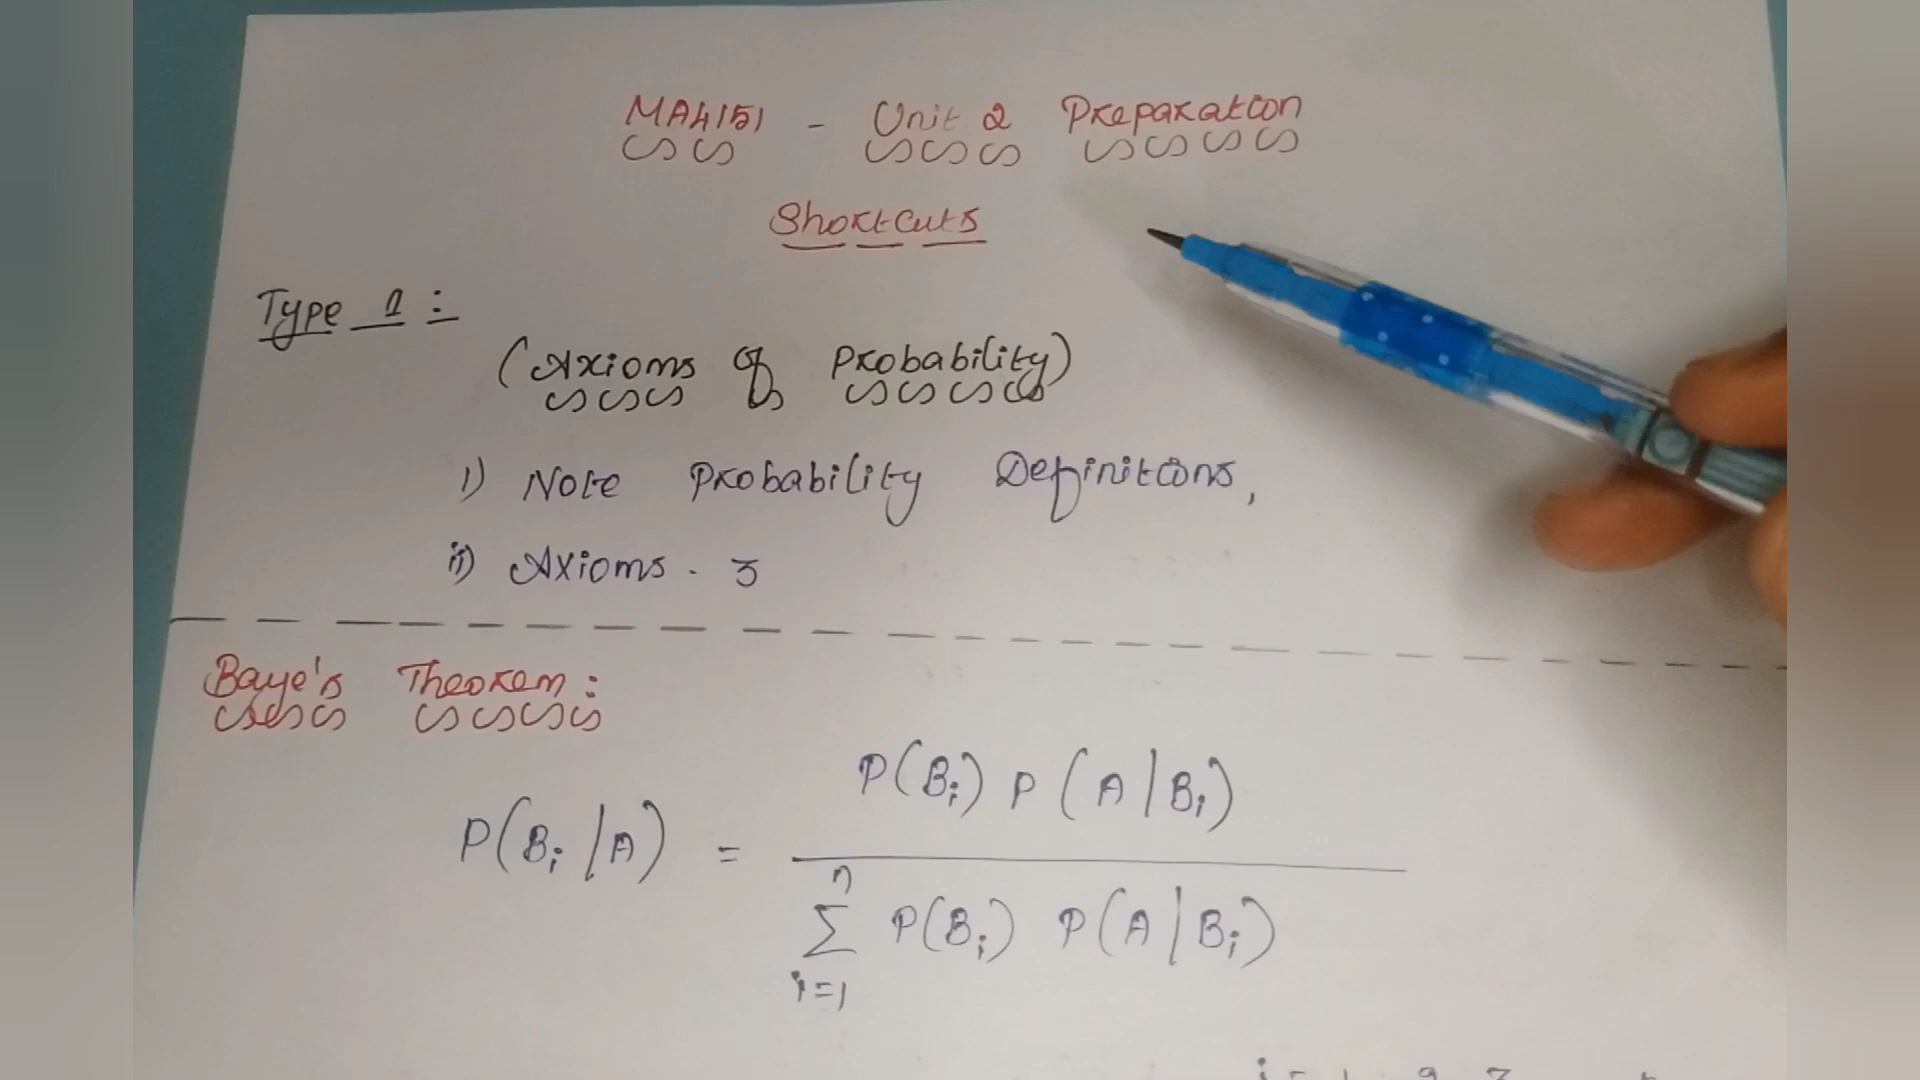 MA4151 - Unit 2 Preparation
Shortcuts
Type 1 :
(Axioms of Probability)
i) Note Probability Definitions,
ii) Axioms - 3
Baye's Theorem :
P(Bi) P(A|Bi)
P(Bi/A) =
n
Σ P(Bi) P(A|Bi)
i=1